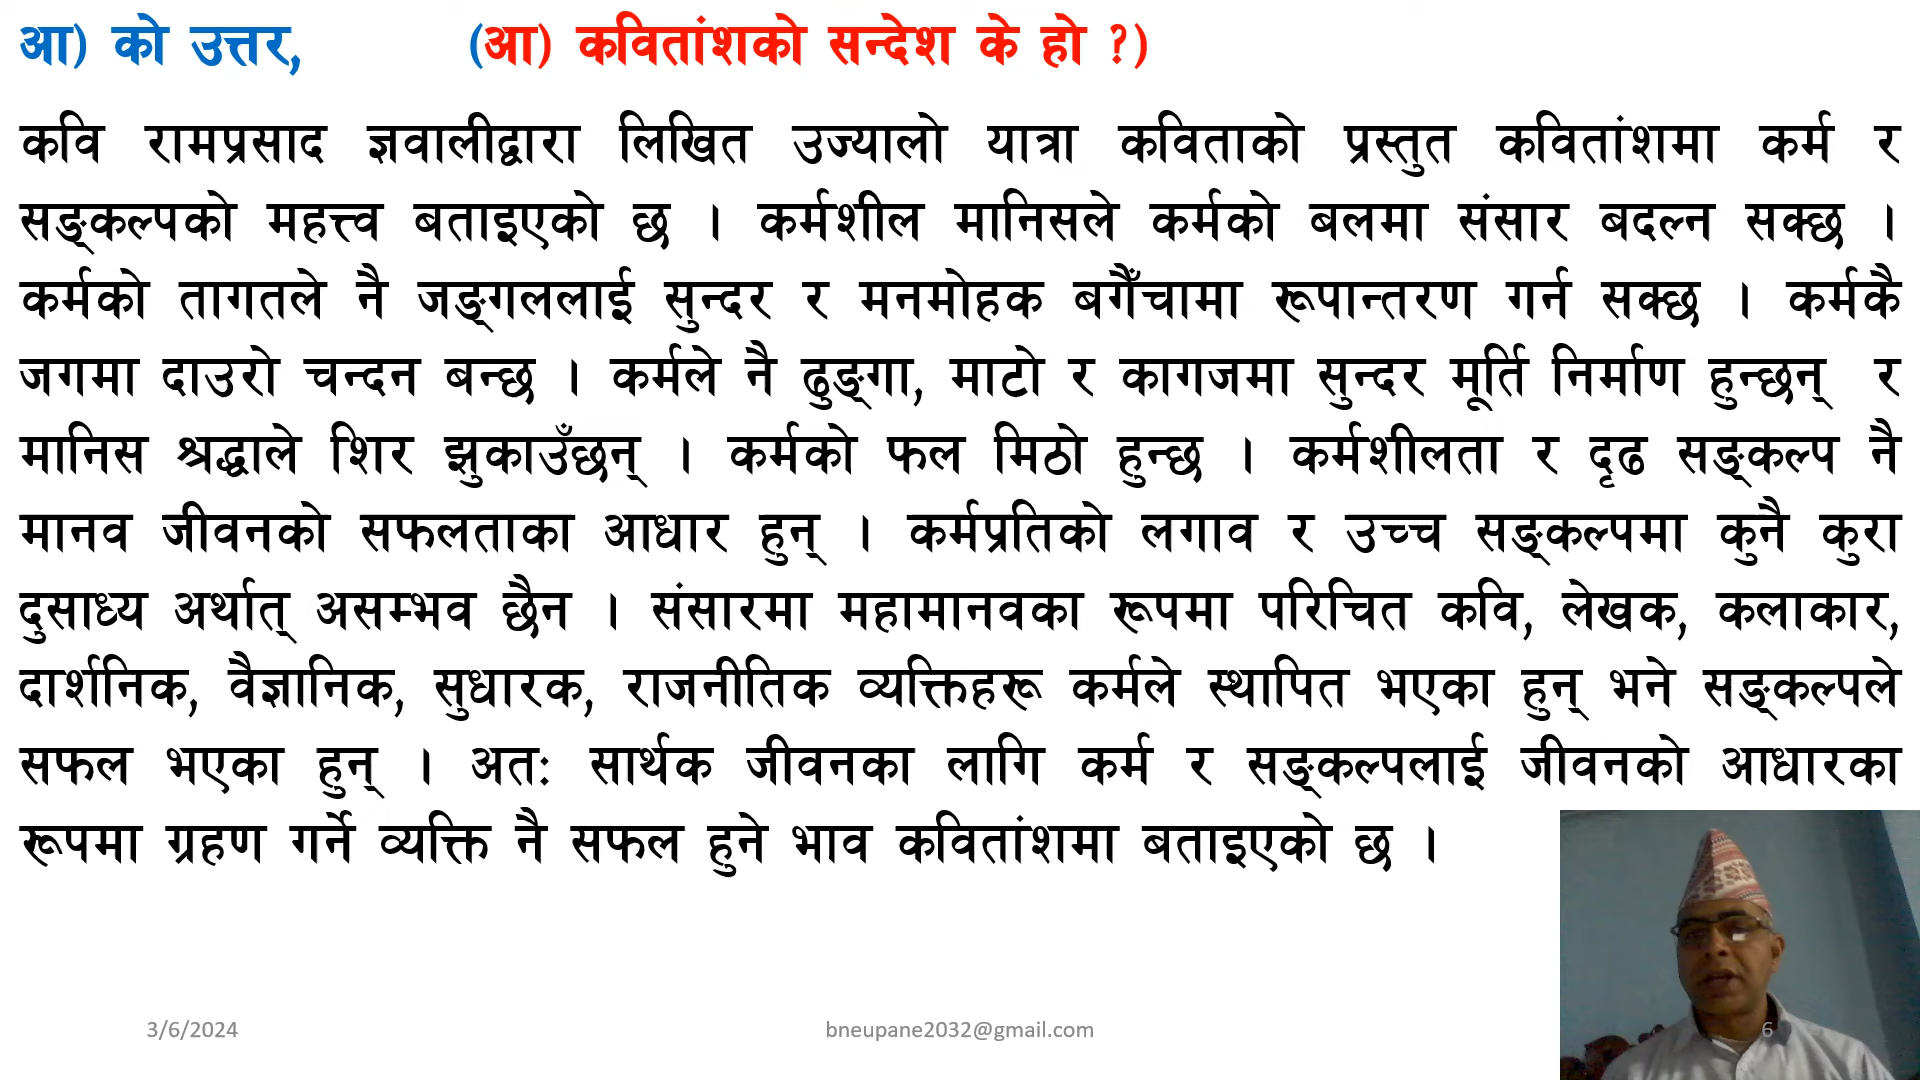 आ) को उत्तर, (आ) कवितांशको सन्देश के हो ?)
कवि रामप्रसाद ज्ञवालीद्वारा लिखित उज्यालो यात्रा कविताको प्रस्तुत कवितांशमा कर्म र
सङ्कल्पको महत्त्व बताइएको छ । कर्मशील मानिसले कर्मको बलमा संसार बदल्न सक्छ ।
कर्मको तागतले नै जङ्गललाई सुन्दर र मनमोहक बगैँचामा रूपान्तरण गर्न सक्छ । कर्मकै
जगमा दाउरो चन्दन बन्छ । कर्मले नै ढुङ्गा, माटो र कागजमा सुन्दर मूर्ति निर्माण हुन्छन् र
मानिस श्रद्धाले शिर झुकाउँछन् । कर्मको फल मिठो हुन्छ । कर्मशीलता र दृढ सङ्कल्प नै
मानव जीवनको सफलताका आधार हुन् । कर्मप्रतिको लगाव र उच्च सङ्कल्पमा कुनै कुरा
दुसाध्य अर्थात् असम्भव छैन । संसारमा महामानवका रूपमा परिचित कवि, लेखक, कलाकार,
दार्शनिक, वैज्ञानिक, सुधारक, राजनीतिक व्यक्तिहरू कर्मले स्थापित भएका हुन् भने सङ्कल्पले
सफल भएका हुन् । अतः सार्थक जीवनका लागि कर्म र सङ्कल्पलाई जीवनको आधारका
रूपमा ग्रहण गर्ने व्यक्ति नै सफल हुने भाव कवितांशमा बताइएको छ ।
3/6/2024 bneupane2032@gmail.com 6